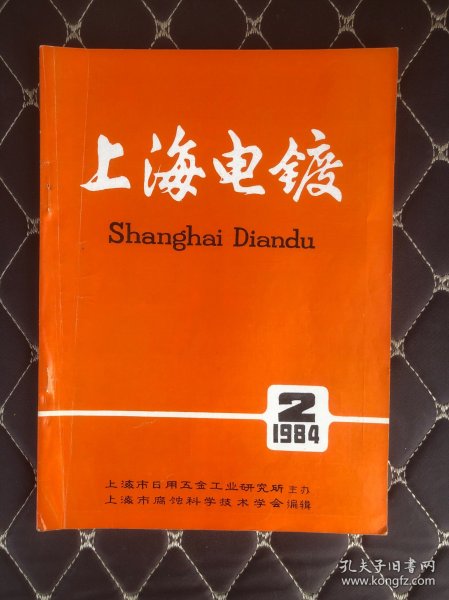 上海电镀
Shanghai Diandu
2
1984
上海市日用五金工业研究所 主办
上海市腐蚀科学技术学会 编辑
孔夫子旧书网
www.kongfz.com